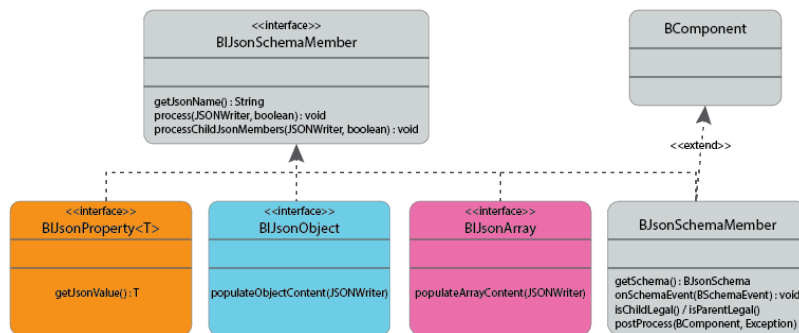 <<interface>>
BIJsonSchemaMember
getJsonName() : String
process(JSONWriter, boolean) : void
processChildJsonMembers(JSONWriter, boolean) : void
BComponent
<<extend>>
<<interface>>
BIJsonProperty<T>
getJsonValue() : T
<<interface>>
BIJsonObject
populateObjectContent(JSONWriter)
<<interface>>
BIJsonArray
populateArrayContent(JSONWriter)
BJsonSchemaMember
getSchema() : BJsonSchema
onSchemaEvent(BSchemaEvent) : void
isChildLegal() / isParentLegal()
postProcess(BComponent, Exception)